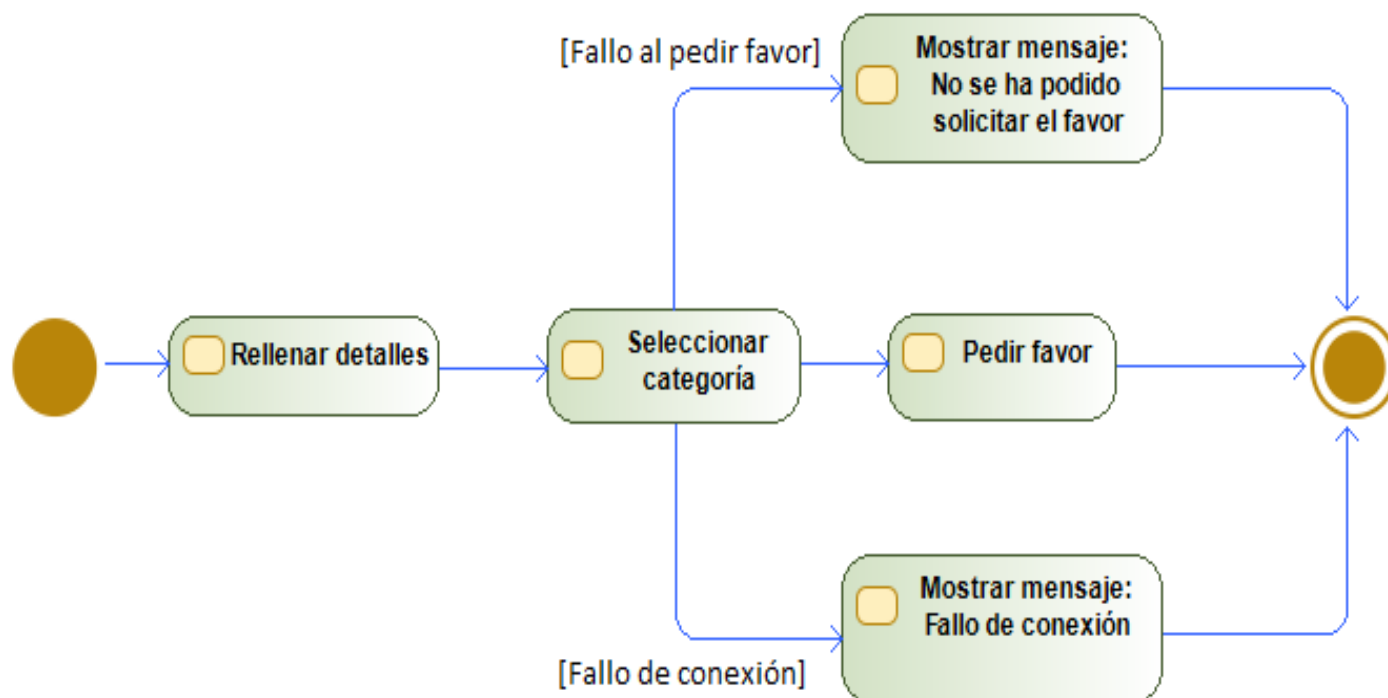 [Fallo al pedir favor]
Mostrar mensaje:
No se ha podido
solicitar el favor
Rellenar detalles
Seleccionar
categoría
Pedir favor
Mostrar mensaje:
Fallo de conexión
[Fallo de conexión]